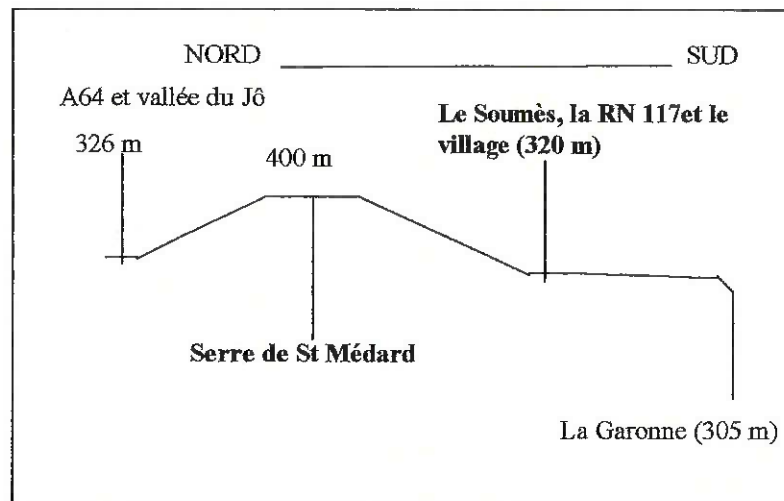 NORD SUD
A64 et vallée du Jô
326 m
400 m
Le Soumès, la RN 117et le
village (320 m)
Serre de St Médard
La Garonne (305 m)